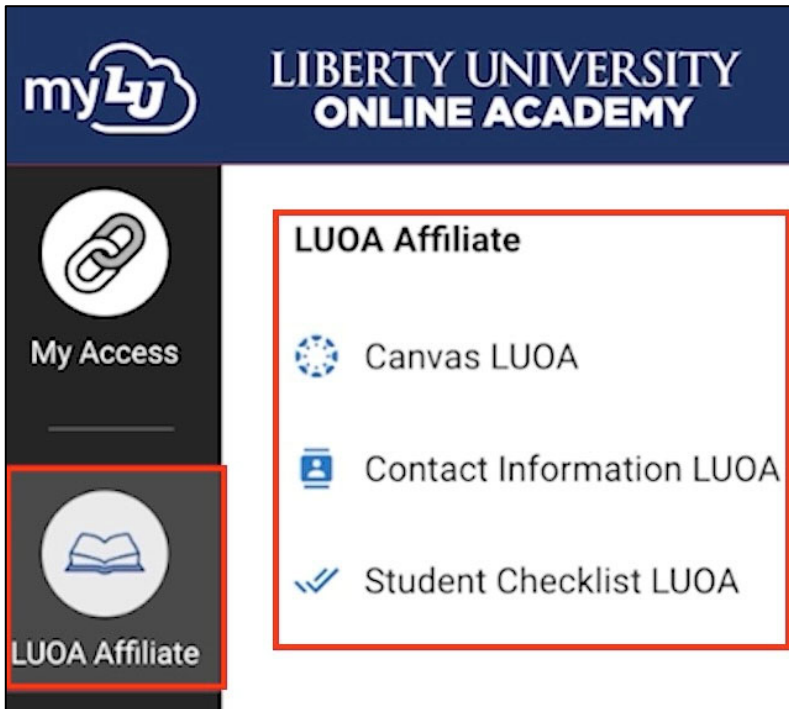 myLU
LIBERTY UNIVERSITY
ONLINE ACADEMY
My Access
LUOA Affiliate
LUOA Affiliate
Canvas LUOA
Contact Information LUOA
Student Checklist LUOA